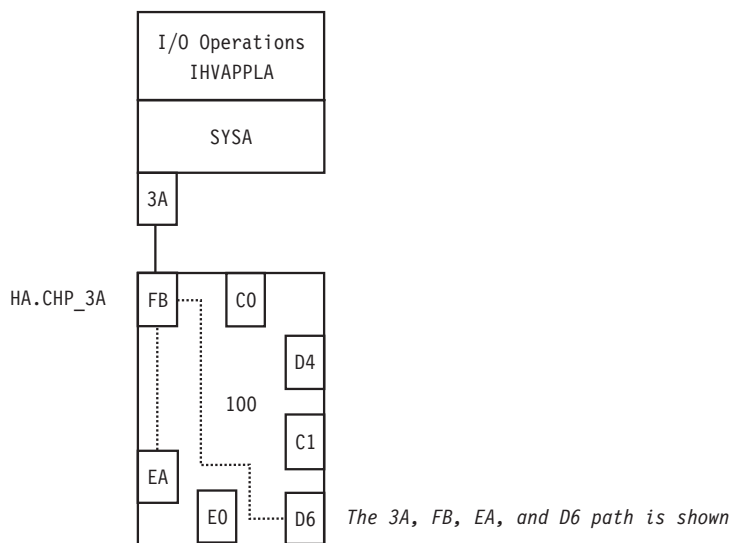 I/O Operations
IHVAPPLA
SYSA
3A
HA.CHP_3A
FB
C0
D4
100
C1
EA
E0
D6
The 3A, FB, EA, and D6 path is shown